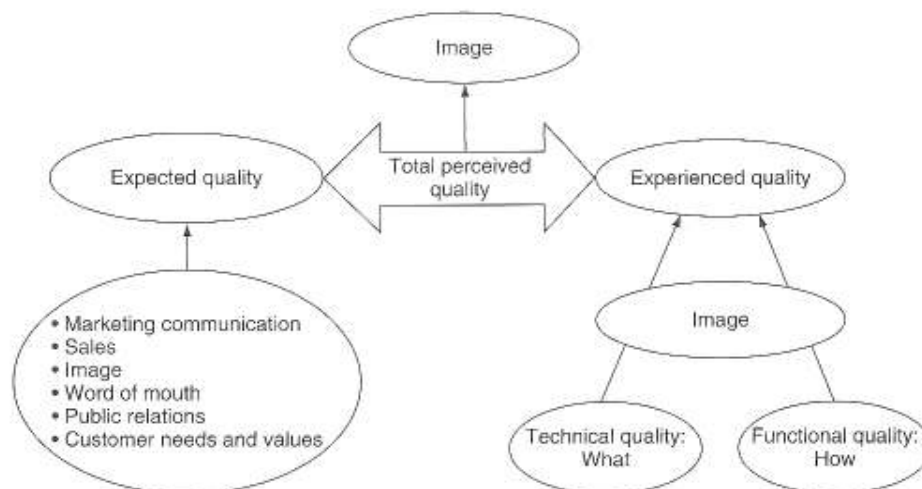 Image
Expected quality
Total perceived
quality
Experienced quality
• Marketing communication
• Sales
• Image
• Word of mouth
• Public relations
• Customer needs and values
Image
Technical quality:
What
Functional quality:
How